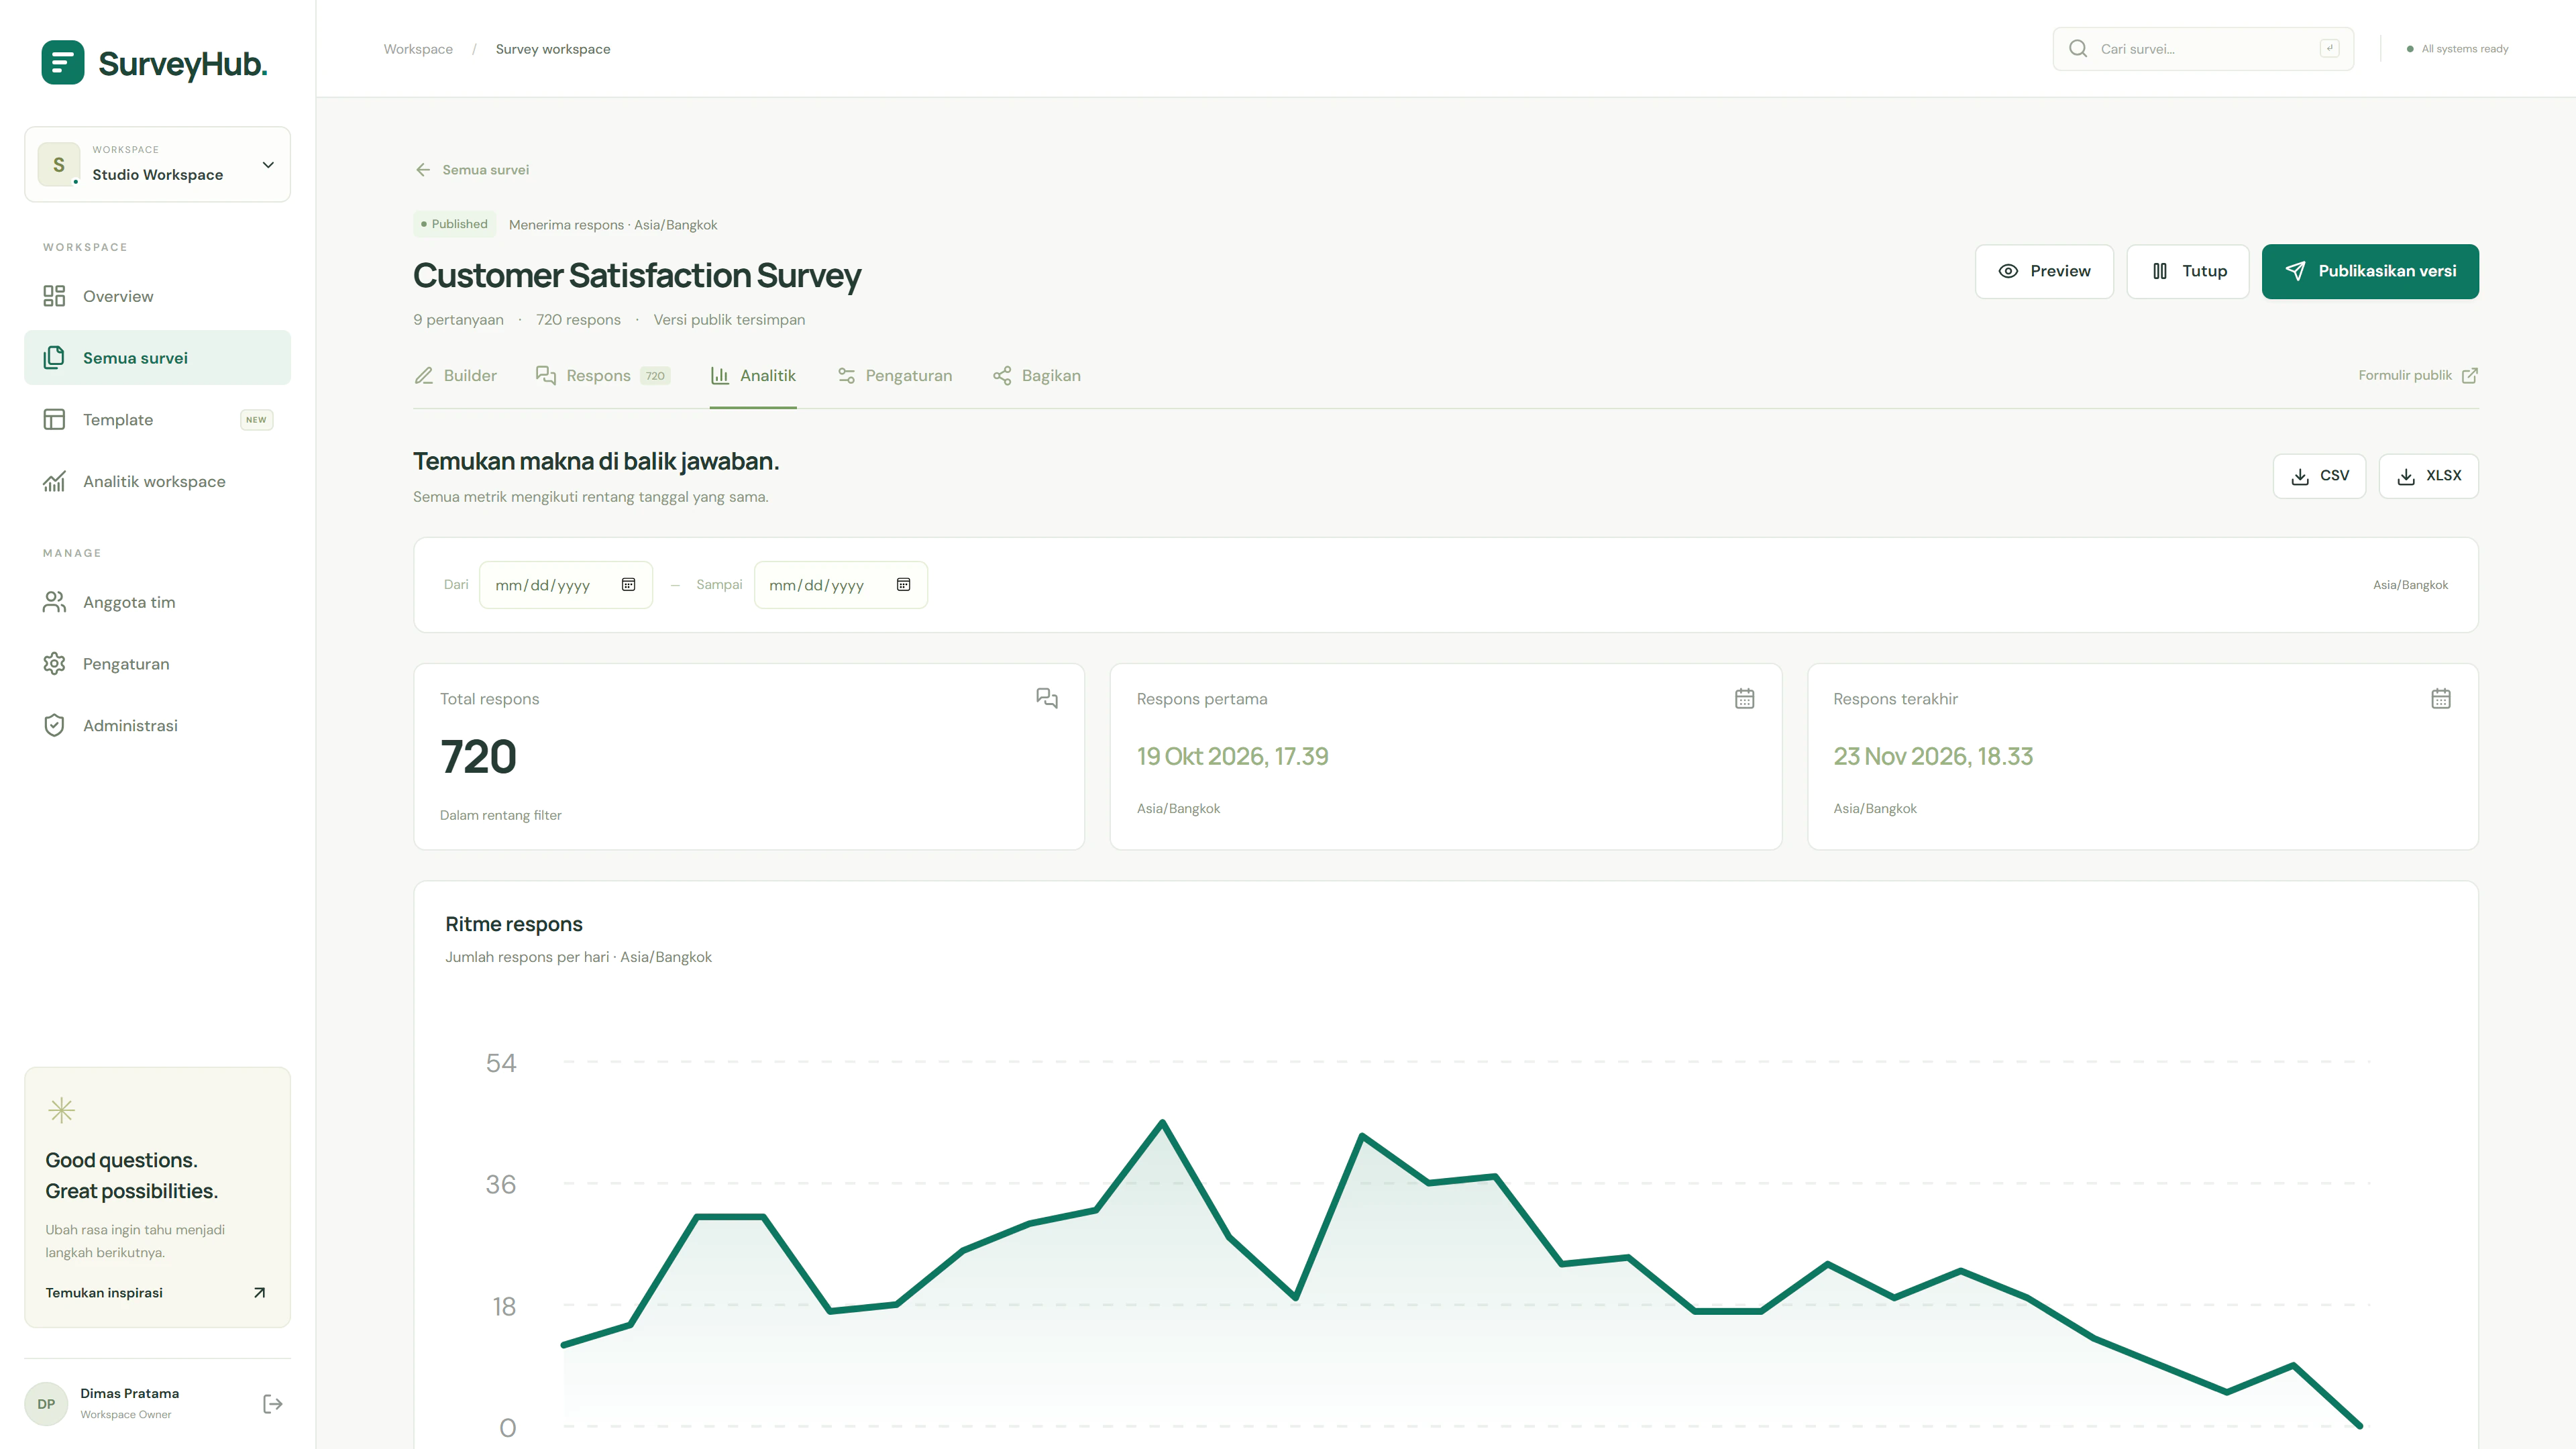 SurveyHub.
WORKSPACE
Studio Workspace
S
WORKSPACE
Overview
Semua survei
Template
NEW
Analitik workspace
MANAGE
Anggota tim
Pengaturan
Administrasi
Good questions.
Great possibilities.
Ubah rasa ingin tahu menjadi
langkah berikutnya.
Temukan inspirasi
DP
Dimas Pratama
Workspace Owner
Workspace / Survey workspace
Cari survei...
All systems ready
Semua survei
Published
Menerima respons · Asia/Bangkok
Customer Satisfaction Survey
9 pertanyaan · 720 respons · Versi publik tersimpan
Preview
Tutup
Publikasikan versi
Builder
Respons 720
Analitik
Pengaturan
Bagikan
Formulir publik
Temukan makna di balik jawaban.
Semua metrik mengikuti rentang tanggal yang sama.
CSV
XLSX
Dari mm/dd/yyyy – Sampai mm/dd/yyyy
Asia/Bangkok
Total respons
720
Dalam rentang filter
Respons pertama
19 Okt 2026, 17.39
Asia/Bangkok
Respons terakhir
23 Nov 2026, 18.33
Asia/Bangkok
Ritme respons
Jumlah respons per hari · Asia/Bangkok
54
36
18
0